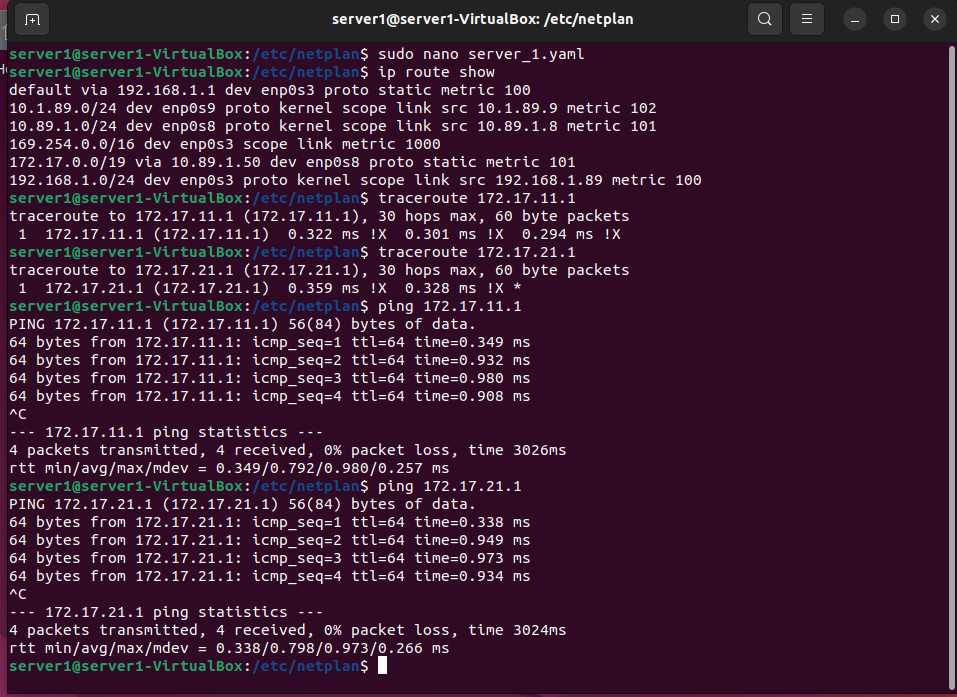 server1@server1-VirtualBox: /etc/netplan
server1@server1-VirtualBox:/etc/netplan$ sudo nano server_1.yaml
server1@server1-VirtualBox:/etc/netplan$ ip route show
default via 192.168.1.1 dev enp0s3 proto static metric 100
10.1.89.0/24 dev enp0s9 proto kernel scope link src 10.1.89.9 metric 102
10.89.1.0/24 dev enp0s8 proto kernel scope link src 10.89.1.8 metric 101
169.254.0.0/16 dev enp0s3 scope link metric 1000
172.17.0.0/19 via 10.89.1.50 dev enp0s8 proto static metric 101
192.168.1.0/24 dev enp0s3 proto kernel scope link src 192.168.1.89 metric 100
server1@server1-VirtualBox:/etc/netplan$ traceroute 172.17.11.1
traceroute to 172.17.11.1 (172.17.11.1), 30 hops max, 60 byte packets
 1  172.17.11.1 (172.17.11.1)  0.322 ms !X  0.301 ms !X  0.294 ms !X
server1@server1-VirtualBox:/etc/netplan$ traceroute 172.17.21.1
traceroute to 172.17.21.1 (172.17.21.1), 30 hops max, 60 byte packets
 1  172.17.21.1 (172.17.21.1)  0.359 ms !X  0.328 ms !X *
server1@server1-VirtualBox:/etc/netplan$ ping 172.17.11.1
PING 172.17.11.1 (172.17.11.1) 56(84) bytes of data.
64 bytes from 172.17.11.1: icmp_seq=1 ttl=64 time=0.349 ms
64 bytes from 172.17.11.1: icmp_seq=2 ttl=64 time=0.932 ms
64 bytes from 172.17.11.1: icmp_seq=3 ttl=64 time=0.980 ms
64 bytes from 172.17.11.1: icmp_seq=4 ttl=64 time=0.908 ms
^C
--- 172.17.11.1 ping statistics ---
4 packets transmitted, 4 received, 0% packet loss, time 3026ms
rtt min/avg/max/mdev = 0.349/0.792/0.980/0.257 ms
server1@server1-VirtualBox:/etc/netplan$ ping 172.17.21.1
PING 172.17.21.1 (172.17.21.1) 56(84) bytes of data.
64 bytes from 172.17.21.1: icmp_seq=1 ttl=64 time=0.338 ms
64 bytes from 172.17.21.1: icmp_seq=2 ttl=64 time=0.949 ms
64 bytes from 172.17.21.1: icmp_seq=3 ttl=64 time=0.973 ms
64 bytes from 172.17.21.1: icmp_seq=4 ttl=64 time=0.934 ms
^C
--- 172.17.21.1 ping statistics ---
4 packets transmitted, 4 received, 0% packet loss, time 3024ms
rtt min/avg/max/mdev = 0.338/0.798/0.973/0.266 ms
server1@server1-VirtualBox:/etc/netplan$